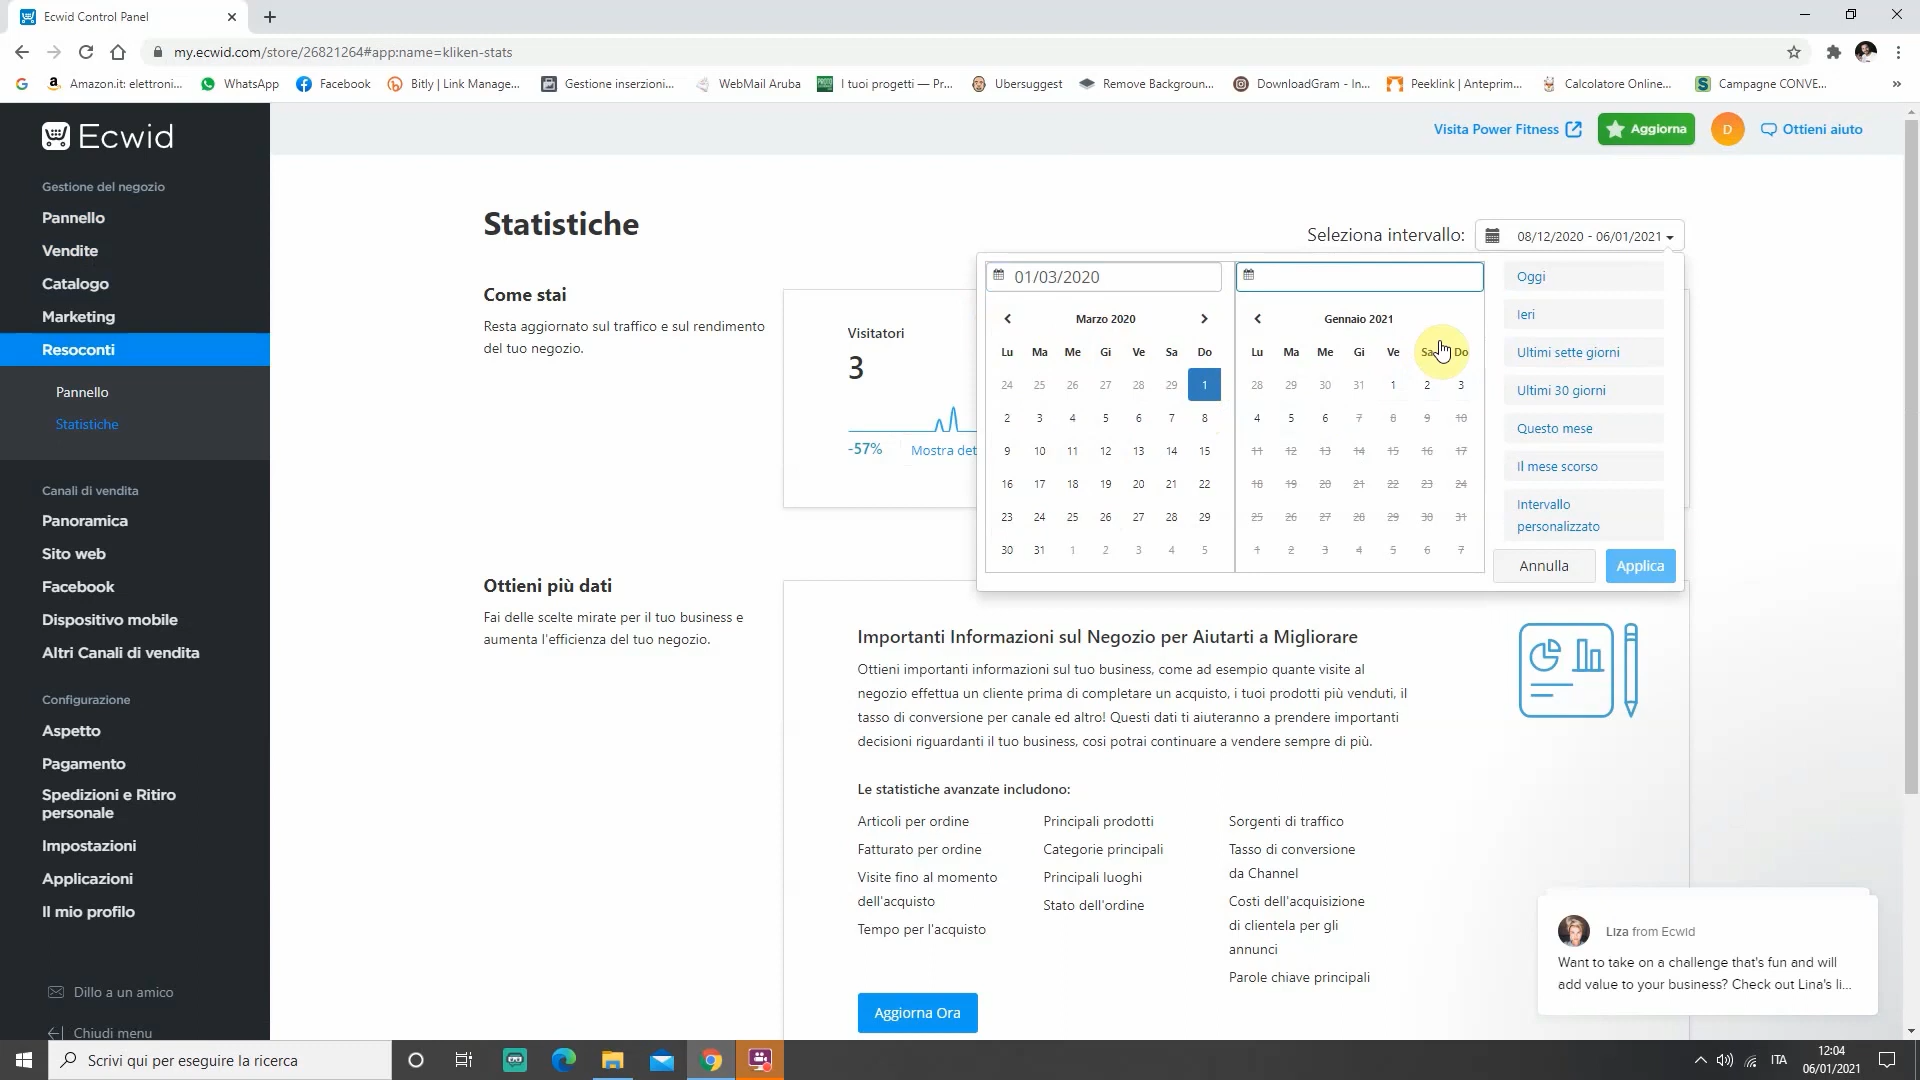 Ecwid Control Panel
my.ecwid.com/store/26821264#app:name=kliken-stats
Amazon.it: elettroni... WhatsApp Facebook Bitly | Link Manage... Gestione inserzioni... WebMail Aruba I tuoi progetti — Pr... Ubersuggest Remove Backgroun... DownloadGram - In... Peeklink | Anteprim... Calcolatore Online... Campagne CONVE... »
Ecwid
Visita Power Fitness Aggiorna D Ottieni aiuto
Gestione del negozio
Pannello
Vendite
Catalogo
Marketing
Resoconti
Pannello
Statistiche
Canali di vendita
Panoramica
Sito web
Facebook
Dispositivo mobile
Altri Canali di vendita
Configurazione
Aspetto
Pagamento
Spedizioni e Ritiro
personale
Impostazioni
Applicazioni
Il mio profilo
Dillo a un amico
Chiudi menu
Statistiche
Seleziona intervallo: 08/12/2020 - 06/01/2021
Come stai
Resta aggiornato sul traffico e sul rendimento
del tuo negozio.
Visitatori
3
-57% Mostra det
01/03/2020
Marzo 2020
Lu Ma Me Gi Ve Sa Do
24 25 26 27 28 29 1
2 3 4 5 6 7 8
9 10 11 12 13 14 15
16 17 18 19 20 21 22
23 24 25 26 27 28 29
30 31 1 2 3 4 5
Gennaio 2021
Lu Ma Me Gi Ve Sa Do
28 29 30 31 1 2 3
4 5 6 7 8 9 10
11 12 13 14 15 16 17
18 19 20 21 22 23 24
25 26 27 28 29 30 31
1 2 3 4 5 6 7
Oggi
Ieri
Ultimi sette giorni
Ultimi 30 giorni
Questo mese
Il mese scorso
Intervallo
personalizzato
Annulla Applica
Ottieni più dati
Fai delle scelte mirate per il tuo business e
aumenta l'efficienza del tuo negozio.
Importanti Informazioni sul Negozio per Aiutarti a Migliorare
Ottieni importanti informazioni sul tuo business, come ad esempio quante visite al
negozio effettua un cliente prima di completare un acquisto, i tuoi prodotti più venduti, il
tasso di conversione per canale ed altro! Questi dati ti aiuteranno a prendere importanti
decisioni riguardanti il tuo business, cosi potrai continuare a vendere sempre di più.
Le statistiche avanzate includono:
Articoli per ordine
Fatturato per ordine
Visite fino al momento
dell'acquisto
Tempo per l'acquisto
Principali prodotti
Categorie principali
Principali luoghi
Stato dell'ordine
Sorgenti di traffico
Tasso di conversione
da Channel
Costi dell'acquisizione
di clientela per gli
annunci
Parole chiave principali
Aggiorna Ora
Liza from Ecwid
Want to take on a challenge that's fun and will
add value to your business? Check out Lina's li...
Scrivi qui per eseguire la ricerca
ITA
12:04
06/01/2021